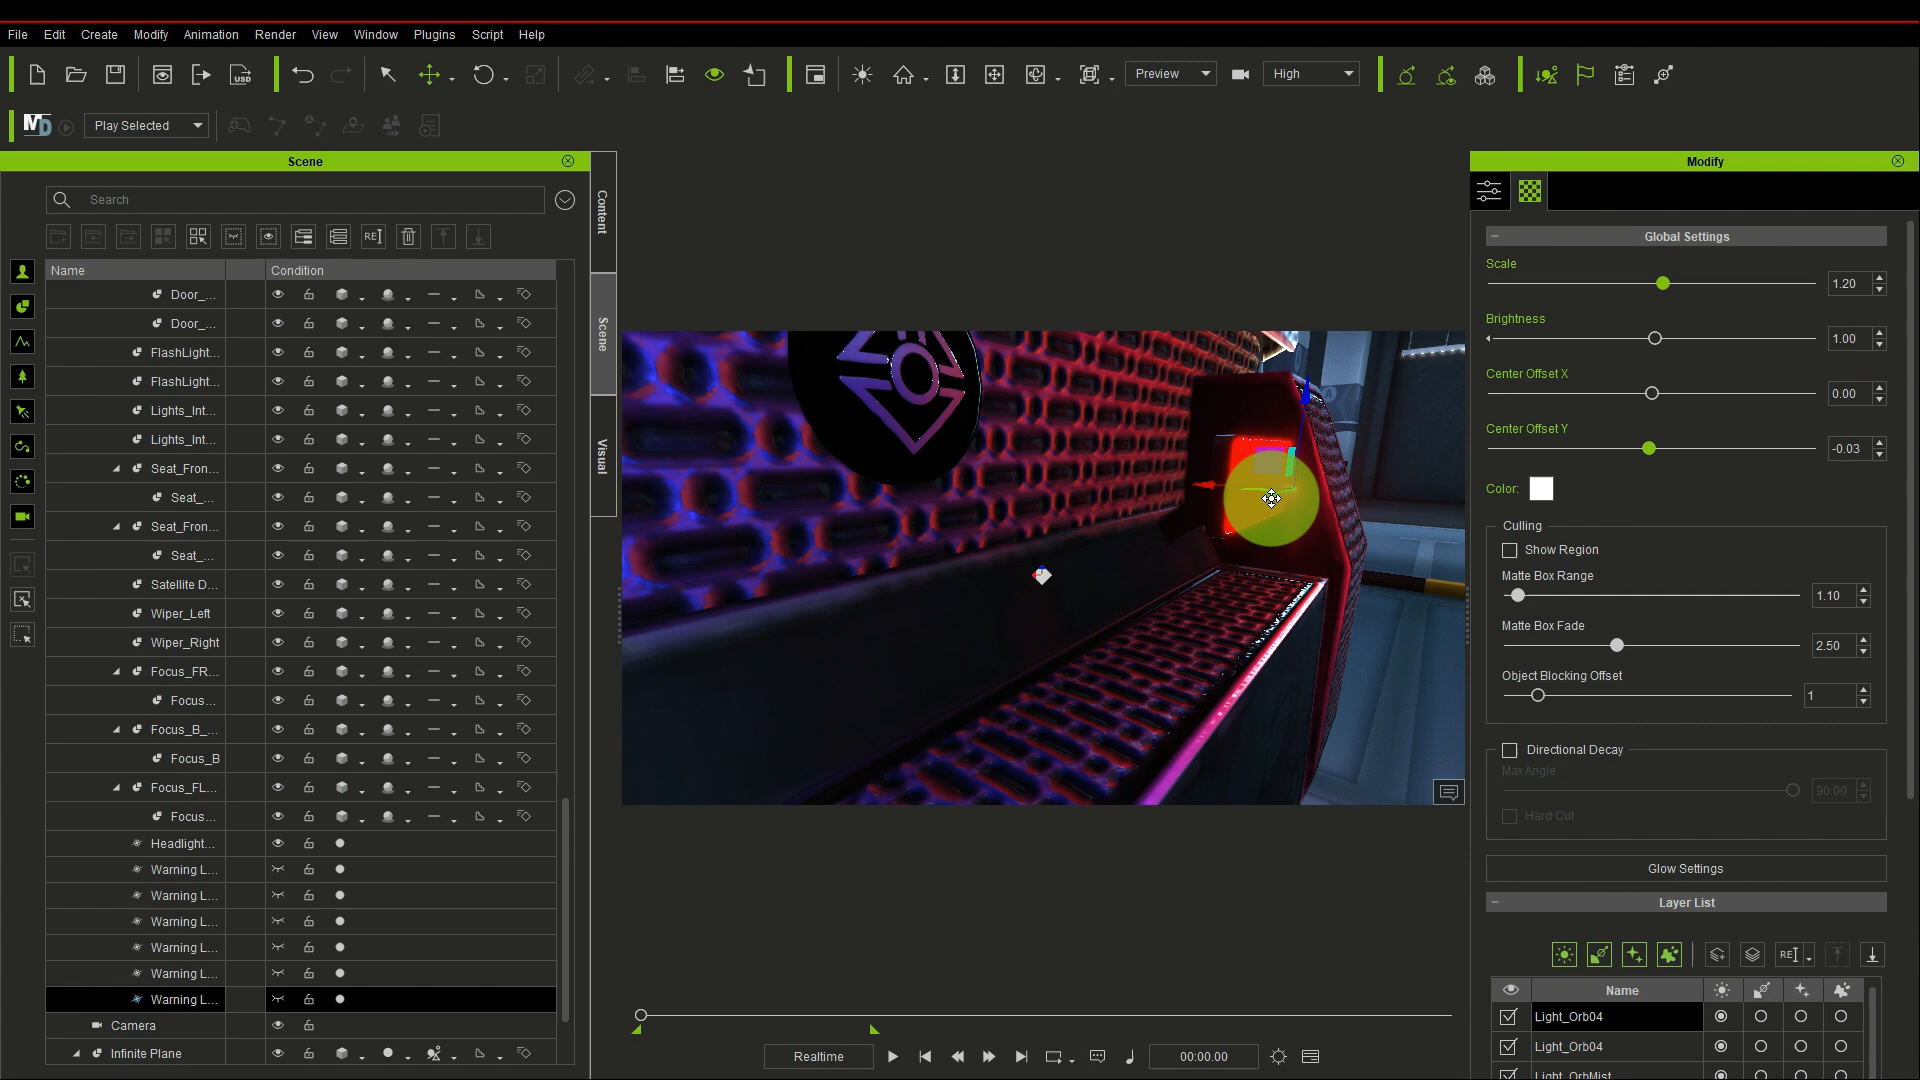 File Edit Create Modify Animation Render View Window Plugins Script Help
USD
Preview
High
MD
Play Selected
Scene
Modify
Search
Content
Scene
Visual
REI
Name
Condition
Door_...
Door_...
FlashLight...
FlashLight...
Lights_Int...
Lights_Int...
Seat_Fron...
Seat_...
Seat_Fron...
Seat_...
Satellite D...
Wiper_Left
Wiper_Right
Focus_FR...
Focus...
Focus_B_...
Focus_B
Focus_FL...
Focus...
Headlight...
Warning L...
Warning L...
Warning L...
Warning L...
Warning L...
Warning L...
Camera
Infinite Plane
Realtime
00:00.00
Global Settings
Scale
1.20
Brightness
1.00
Center Offset X
0.00
Center Offset Y
-0.03
Color:
Culling
Show Region
Matte Box Range
1.10
Matte Box Fade
2.50
Object Blocking Offset
1
Directional Decay
Max Angle
90.00
Hard Cut
Glow Settings
Layer List
REI
Name
Light_Orb04
Light_Orb04
Light_OrbMist